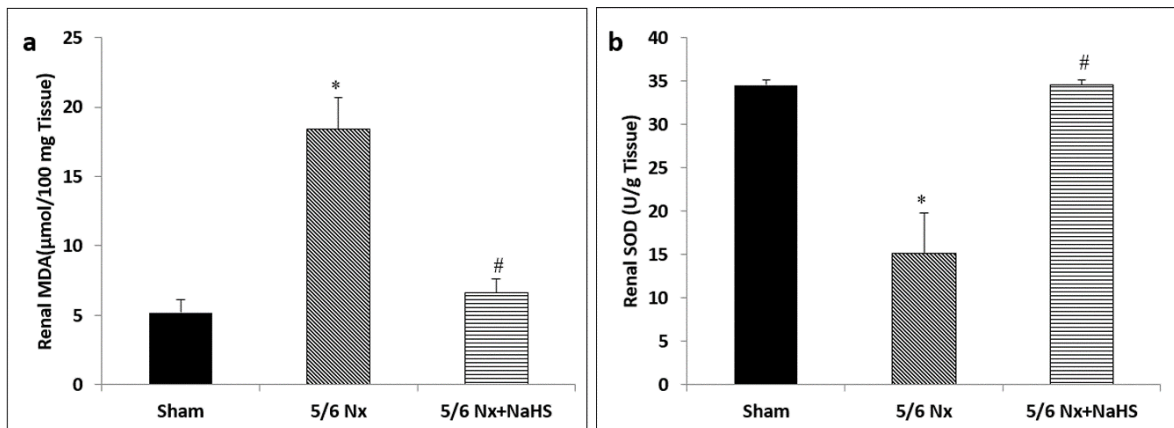 a
Renal MDA(µmol/100 mg Tissue)
25
20
15
10
5
0
*
#
Sham
5/6 Nx
5/6 Nx+NaHS
b
Renal SOD (U/g Tissue)
40
35
30
25
20
15
10
5
0
*
#
Sham
5/6 Nx
5/6 Nx+NaHS